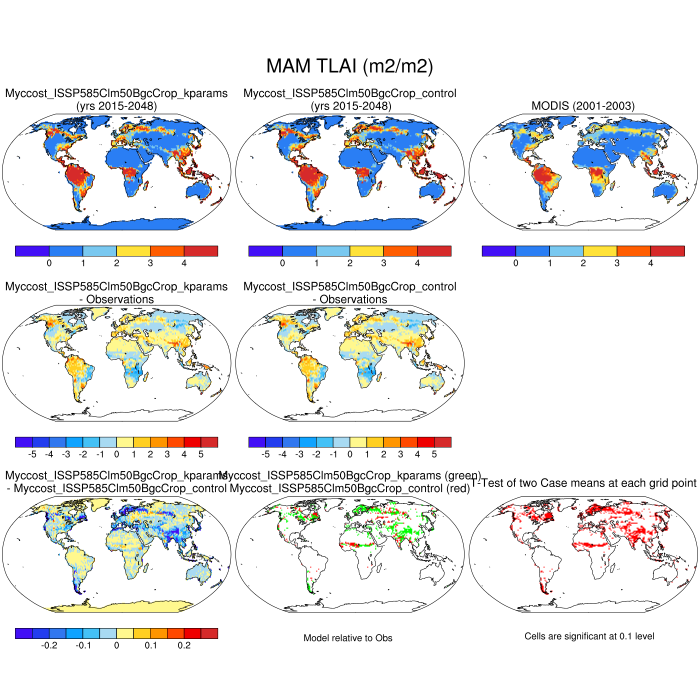 MAM TLAI (m2/m2)
Myccost_ISSP585Clm50BgcCrop_kparams
(yrs 2015-2048)
Myccost_ISSP585Clm50BgcCrop_control
(yrs 2015-2048)
MODIS (2001-2003)
0 1 2 3 4
0 1 2 3 4
0 1 2 3 4
Myccost_ISSP585Clm50BgcCrop_kparams
- Observations
Myccost_ISSP585Clm50BgcCrop_control
- Observations
-5 -4 -3 -2 -1 0 1 2 3 4 5
-5 -4 -3 -2 -1 0 1 2 3 4 5
Myccost_ISSP585Clm50BgcCrop_kparams
- Myccost_ISSP585Clm50BgcCrop_control
Myccost_ISSP585Clm50BgcCrop_kparams (green)
Myccost_ISSP585Clm50BgcCrop_control (red)
T-Test of two Case means at each grid point
-0.2 -0.1 0 0.1 0.2
Model relative to Obs
Cells are significant at 0.1 level